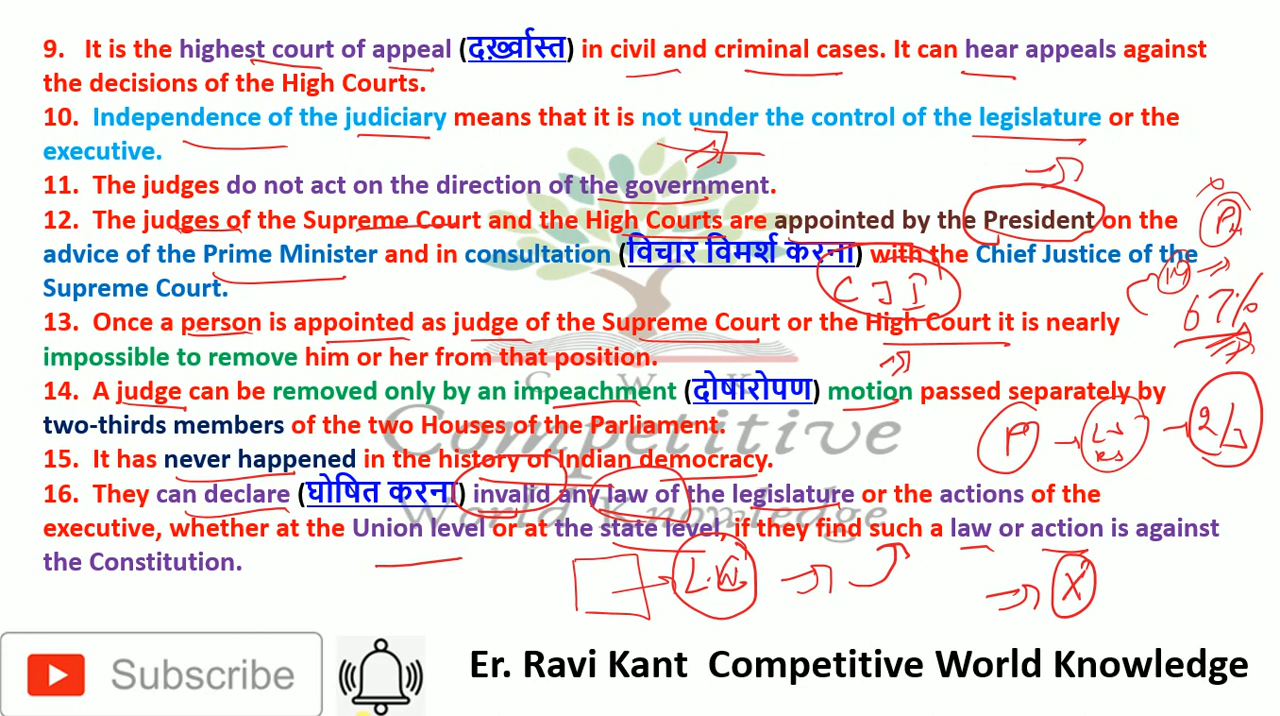 9. It is the highest court of appeal (दर्ख्वास्त) in civil and criminal cases. It can hear appeals against
the decisions of the High Courts.
10. Independence of the judiciary means that it is not under the control of the legislature or the
executive.
11. The judges do not act on the direction of the government.
12. The judges of the Supreme Court and the High Courts are appointed by the President on the
advice of the Prime Minister and in consultation (विचार विमर्श करना) with the Chief Justice of the
Supreme Court.
CJI
67%
13. Once a person is appointed as judge of the Supreme Court or the High Court it is nearly
impossible to remove him or her from that position.
C W K
14. A judge can be removed only by an impeachment (दोषारोपण) motion passed separately by
two-thirds members of the two Houses of the Parliament.
Competitive
P LS RS
15. It has never happened in the history of Indian democracy.
16. They can declare (घोषित करना) invalid any law of the legislature or the actions of the
World Knowledge
executive, whether at the Union level or at the state level, if they find such a law or action is against
the Constitution.
X
Subscribe
Er. Ravi Kant Competitive World Knowledge